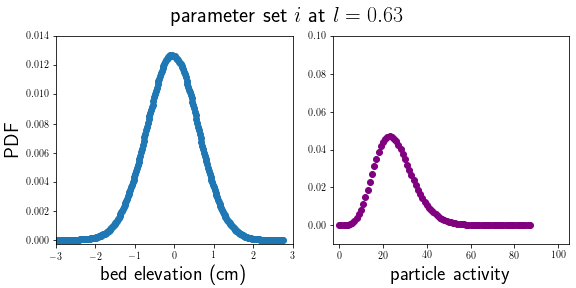 parameter set i at l = 0.63
PDF
0.014
0.012
0.010
0.008
0.006
0.004
0.002
0.000
−3 −2 −1 0 1 2 3
bed elevation (cm)
0.10
0.08
0.06
0.04
0.02
0.00
0 20 40 60 80 100
particle activity